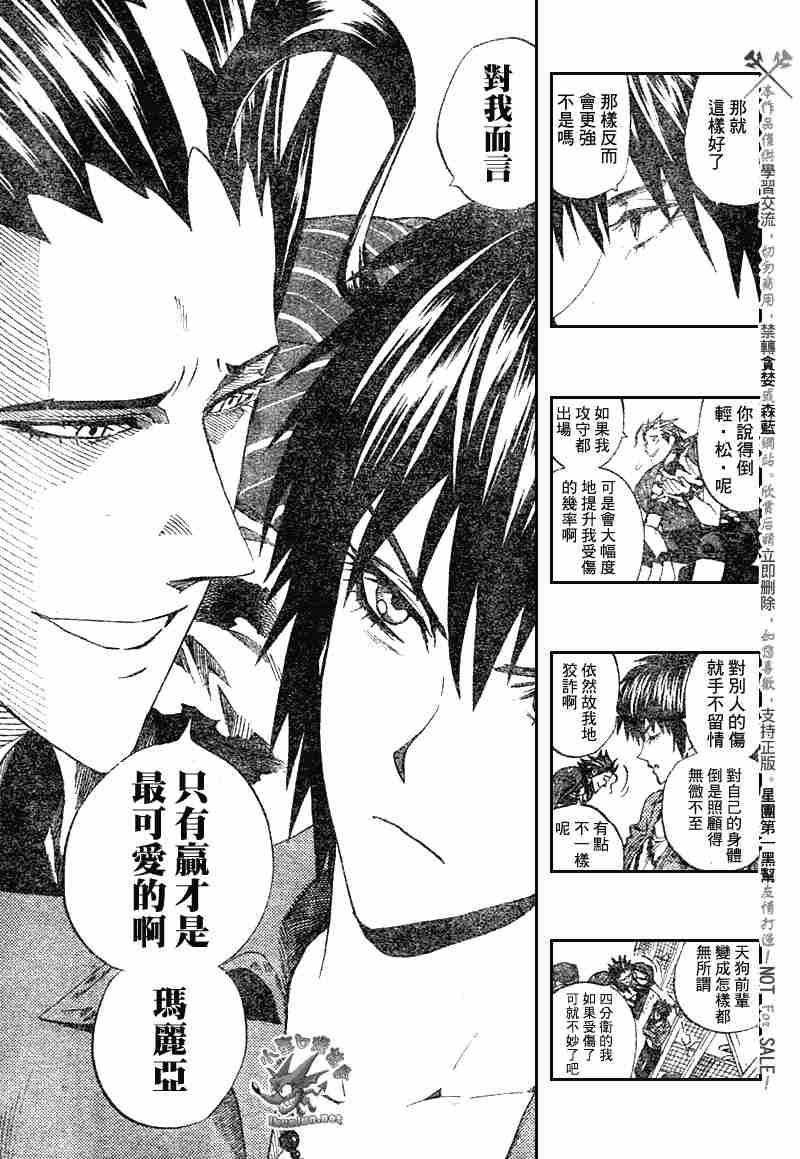 那就
這樣好了
那樣反而
會更強
不是嗎
你說得倒
輕．松．呢
如果我
攻守都
出場
可是會大幅度
地提升我受傷
的幾率啊
對別人的傷
就手不留情
對自己的身體
倒是照顧得
無微不至
依然故我地
狡詐啊
有點
不一樣
呢
天狗前輩
變成怎樣都
無所謂
四分衛的我
如果受傷了
可就不妙了吧
對我而言
只有贏才是
最可愛的啊
瑪麗亞
本作品僅供學習交流，切勿商用，禁轉貪婪或森藍網站。欣賞后請立即刪除，如您喜歡，支持正版。星團第一黑幫友情打造—NOT For SALE—